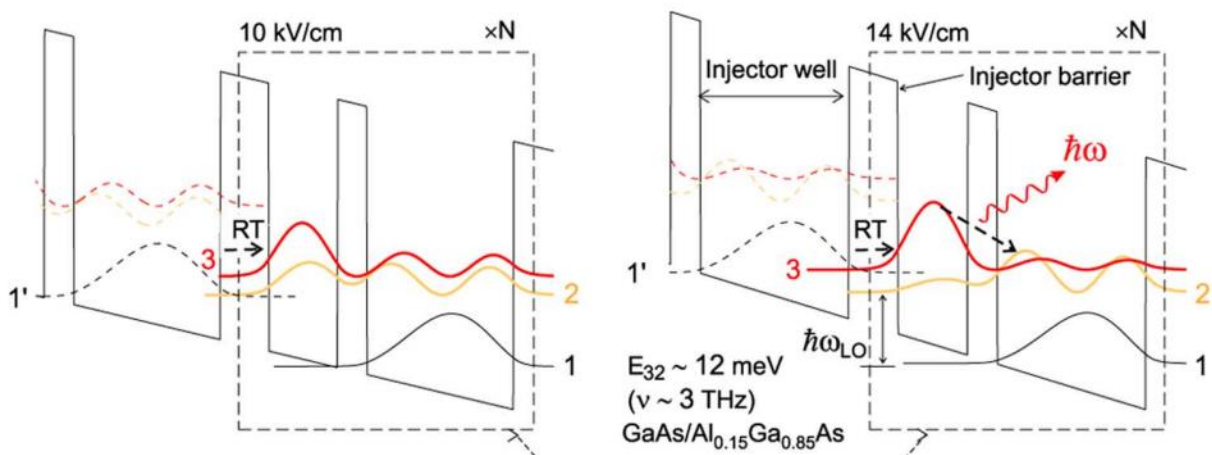 10 kV/cm ×N
RT
3
1'
2
1
14 kV/cm ×N
Injector well
Injector barrier
ħω
RT
3
2
ħω_LO
1
E₃₂ ~ 12 meV
(ν ~ 3 THz)
GaAs/Al₀.₁₅Ga₀.₈₅As
1'